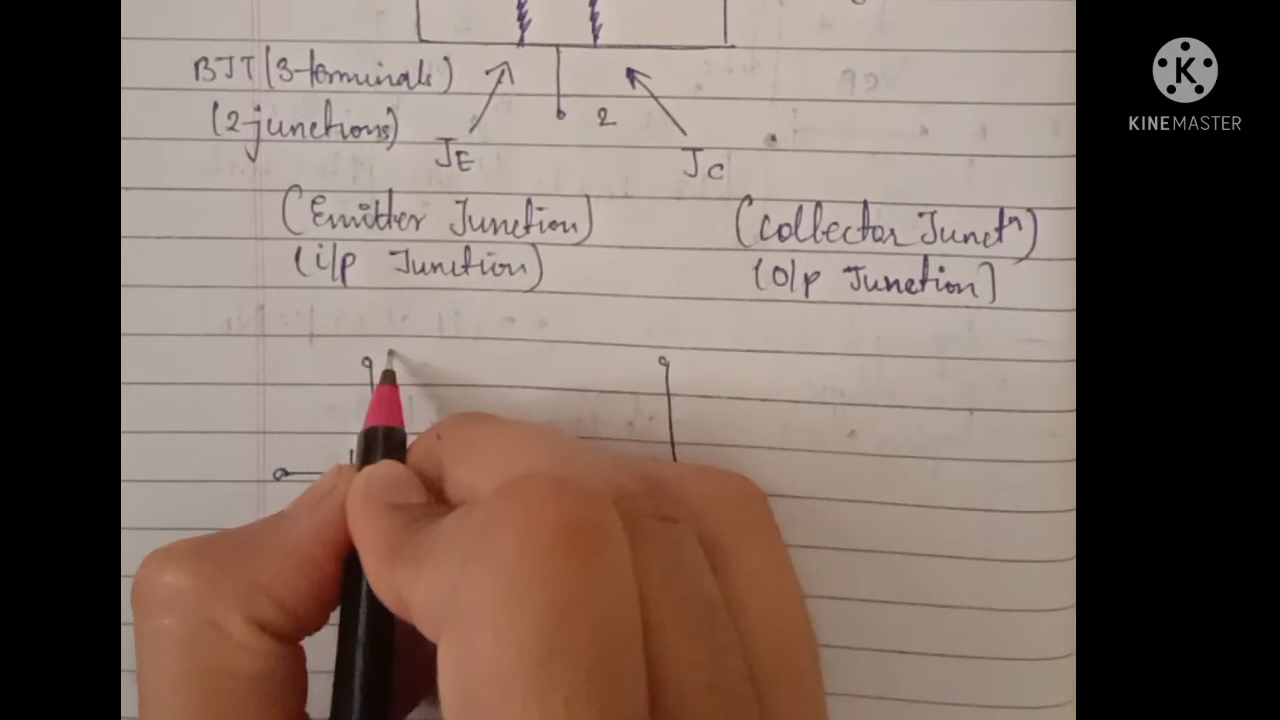 BJT (3-terminals)
(2 junctions)
2
JE
JC
(Emitter Junction)
(i/p Junction)
(Collector Junctⁿ)
(O/p Junction)
K
KINEMASTER